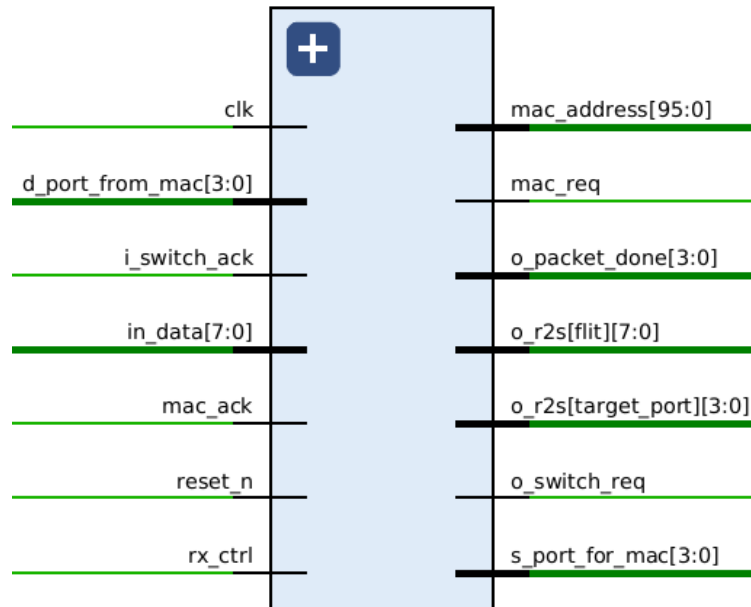 clk
mac_address[95:0]
d_port_from_mac[3:0]
mac_req
i_switch_ack
o_packet_done[3:0]
in_data[7:0]
o_r2s[flit][7:0]
mac_ack
o_r2s[target_port][3:0]
reset_n
o_switch_req
rx_ctrl
s_port_for_mac[3:0]